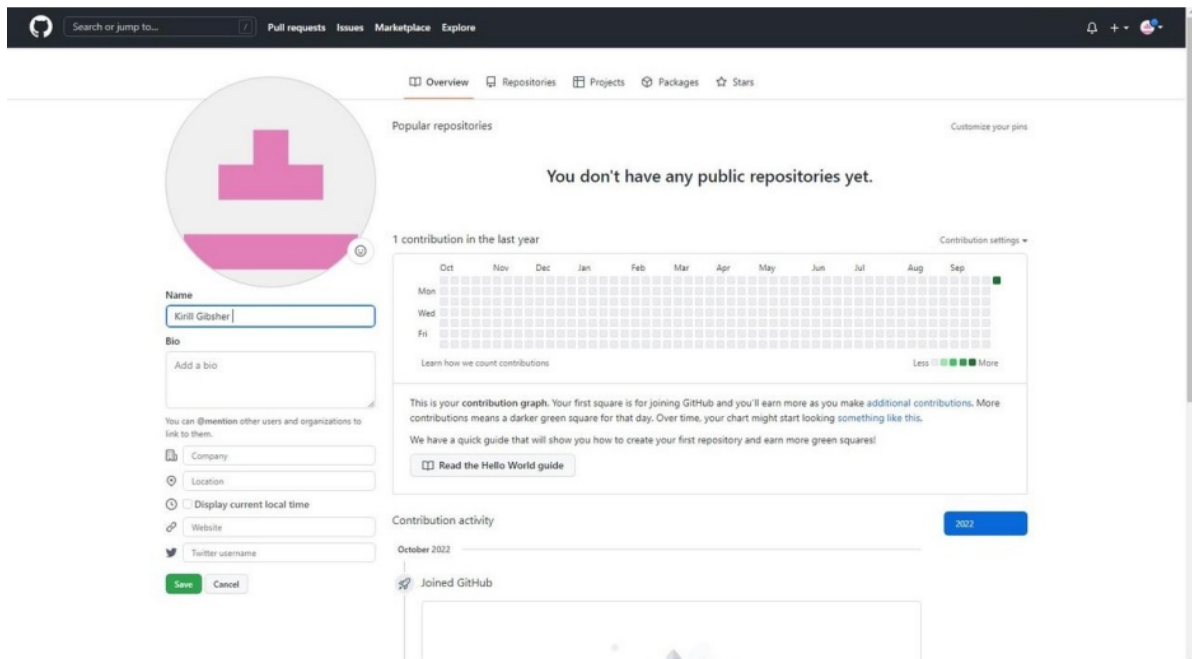 Search or jump to... /
Pull requests Issues Marketplace Explore
Overview Repositories Projects Packages Stars
Popular repositories
Customize your pins
You don't have any public repositories yet.
1 contribution in the last year
Contribution settings
Oct Nov Dec Jan Feb Mar Apr May Jun Jul Aug Sep
Mon
Wed
Fri
Learn how we count contributions
Less More
This is your contribution graph. Your first square is for joining GitHub and you'll earn more as you make additional contributions. More
contributions means a darker green square for that day. Over time, your chart might start looking something like this.
We have a quick guide that will show you how to create your first repository and earn more green squares!
Read the Hello World guide
Contribution activity
2022
October 2022
Joined GitHub
Name
Kirill Gibsher
Bio
Add a bio
You can @mention other users and organizations to
link to them.
Company
Location
Display current local time
Website
Twitter username
Save Cancel